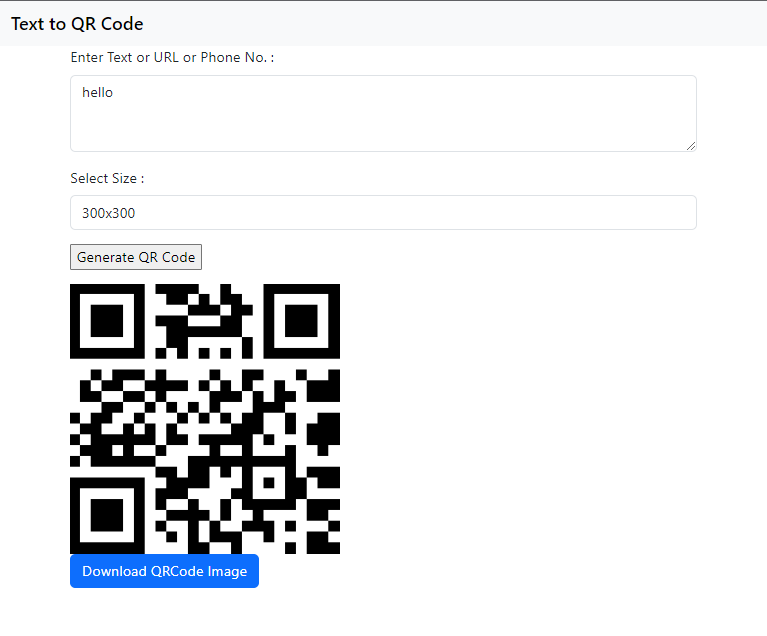 Text to QR Code
Enter Text or URL or Phone No. :
hello
Select Size :
300x300
Generate QR Code
Download QRCode Image